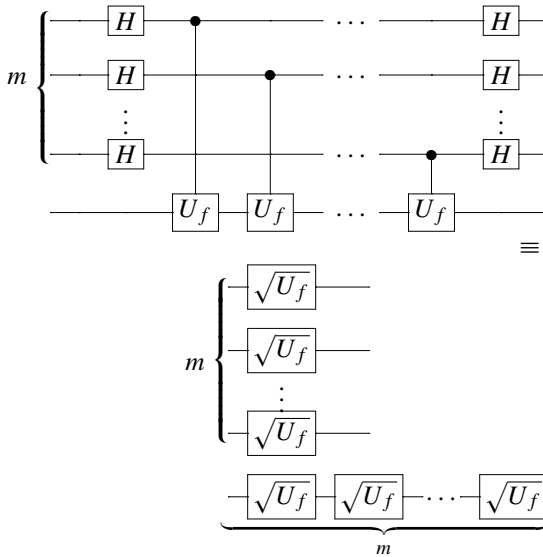 H · · · H
m H · · · H
⋮ ⋮
H · · · H
U_f U_f · · · U_f
≡
√U_f
m √U_f
⋮
√U_f
√U_f √U_f · · · √U_f
m